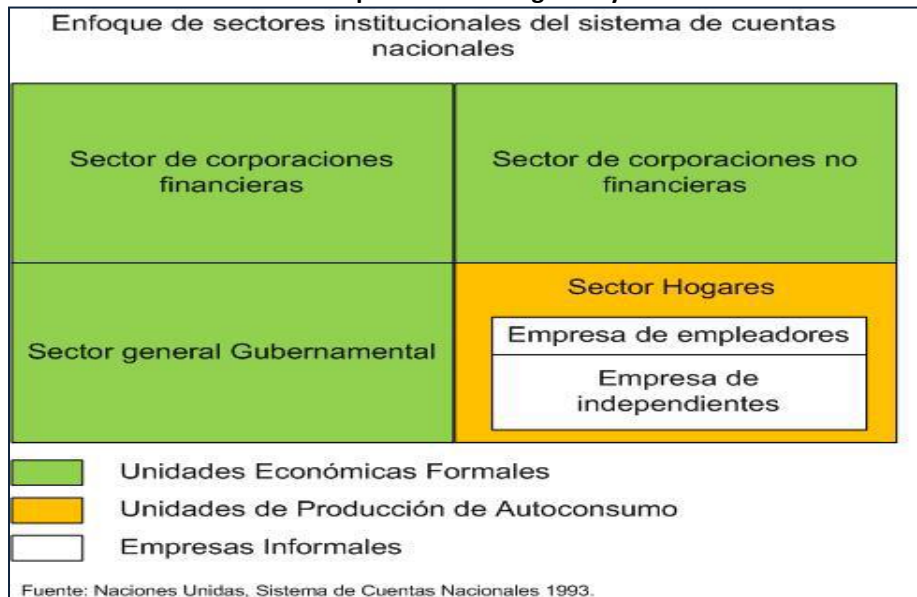 Enfoque de sectores institucionales del sistema de cuentas
nacionales
Sector de corporaciones
financieras
Sector de corporaciones no
financieras
Sector general Gubernamental
Sector Hogares
Empresa de empleadores
Empresa de
independientes
Unidades Económicas Formales
Unidades de Producción de Autoconsumo
Empresas Informales
Fuente: Naciones Unidas, Sistema de Cuentas Nacionales 1993.